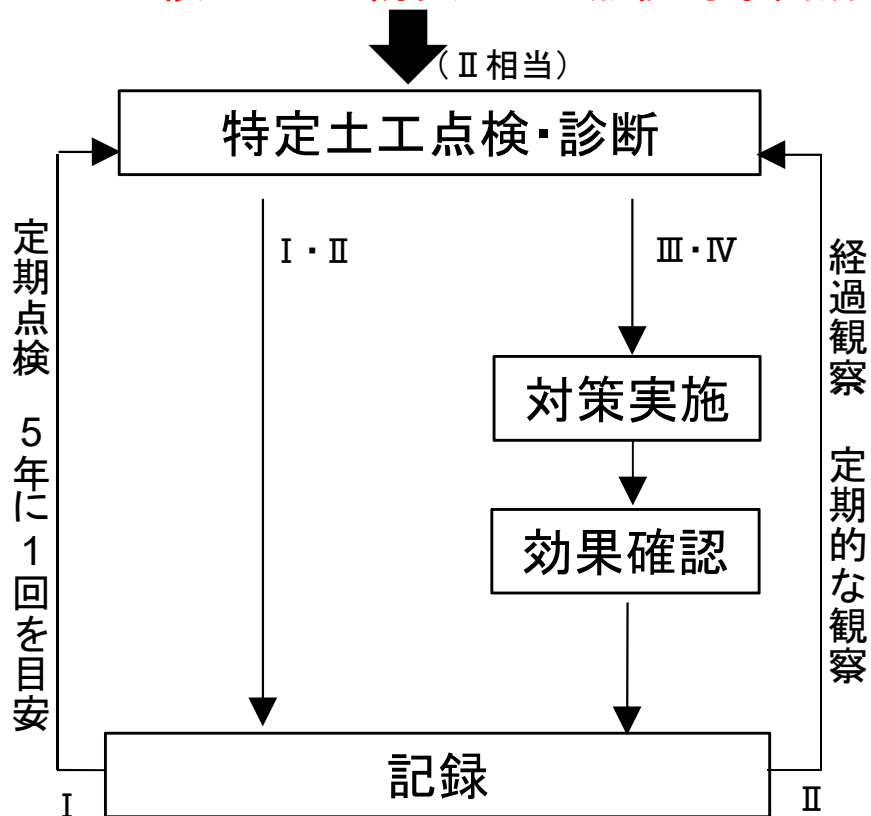 （Ⅱ相当）
特定土工点検・診断
Ⅰ・Ⅱ
Ⅲ・Ⅳ
定期点検　5年に1回を目安
経過観察　定期的な観察
対策実施
効果確認
記録
Ⅰ
Ⅱ